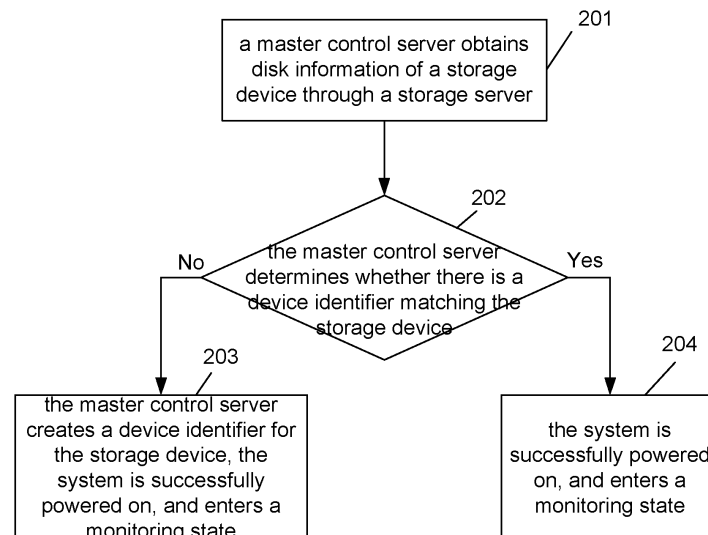 201
a master control server obtains
disk information of a storage
device through a storage server
202
the master control server
determines whether there is a
device identifier matching the
storage device
No
Yes
203
the master control server
creates a device identifier for
the storage device, the
system is successfully
powered on, and enters a
monitoring state
204
the system is
successfully powered
on, and enters a
monitoring state